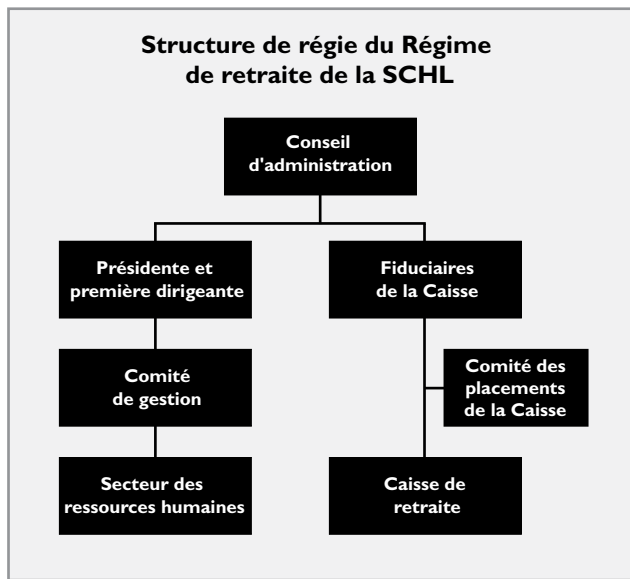 Structure de régie du Régime
de retraite de la SCHL
Conseil
d'administration
Présidente et
première dirigeante
Fiduciaires
de la Caisse
Comité
de gestion
Comité des
placements
de la Caisse
Secteur des
ressources humaines
Caisse de
retraite